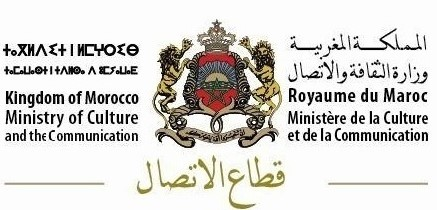 ⵜⴰⴳⵍⴷⵉⵜ ⵏ ⵍⵎⵖⵔⵉⴱ
Kingdom of Morocco
Ministry of Culture
and the Communication
المملكة المغربية
وزارة الثقافة والاتصال
Royaume du Maroc
Ministère de la Culture
et de la Communication
قطاع الاتصال